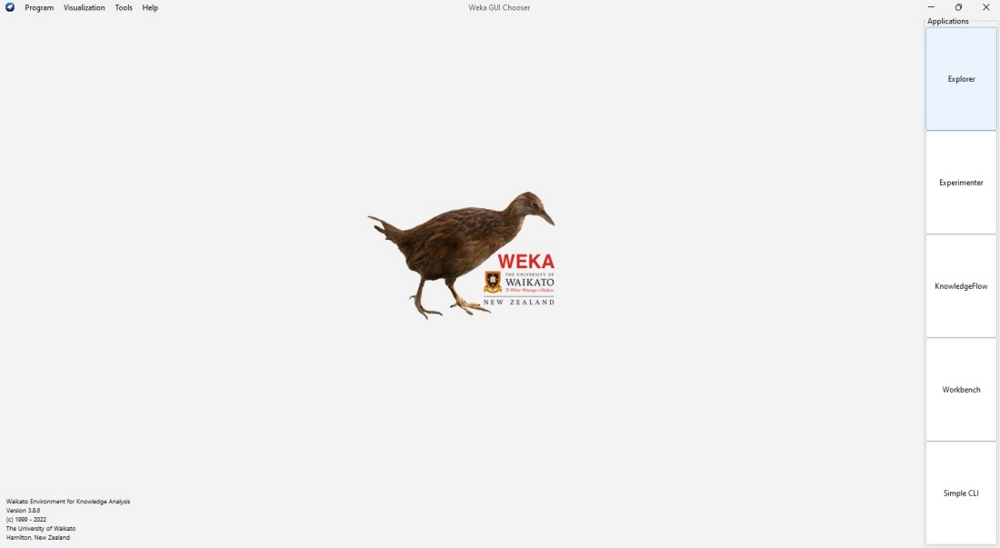 Program Visualization Tools Help
Weka GUI Chooser
Applications
Explorer
Experimenter
KnowledgeFlow
Workbench
Simple CLI
WEKA
THE UNIVERSITY OF
WAIKATO
Te Whare Wānanga o Waikato
NEW ZEALAND
Waikato Environment for Knowledge Analysis
Version 3.8.6
(c) 1999 - 2022
The University of Waikato
Hamilton, New Zealand